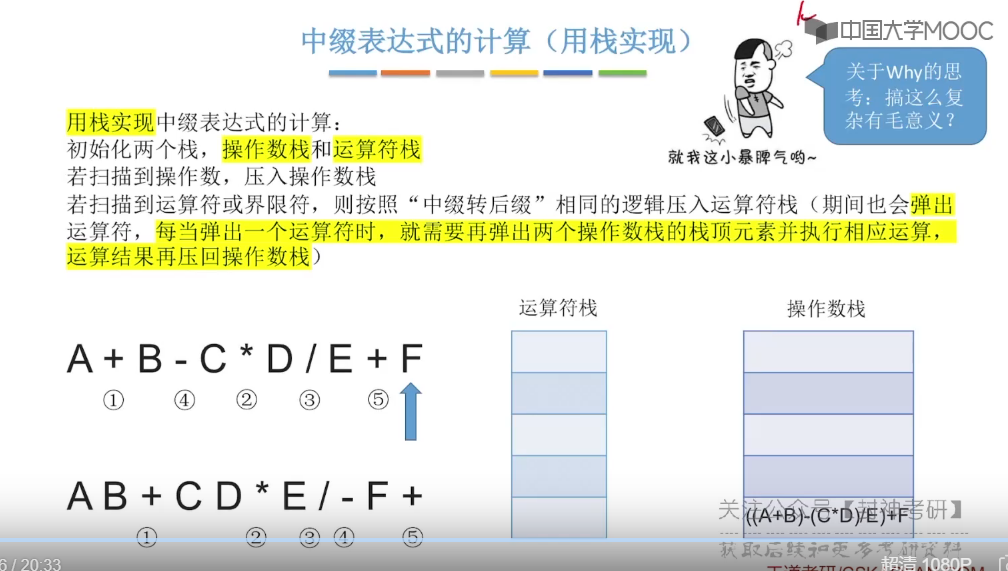 中国大学MOOC
中缀表达式的计算（用栈实现）
关于Why的思
考：搞这么复
杂有毛意义？
就我这小暴脾气哟~
用栈实现中缀表达式的计算：
初始化两个栈，操作数栈和运算符栈
若扫描到操作数，压入操作数栈
若扫描到运算符或界限符，则按照“中缀转后缀”相同的逻辑压入运算符栈（期间也会弹出
运算符，每当弹出一个运算符时，就需要再弹出两个操作数栈的栈顶元素并执行相应运算，
运算结果再压回操作数栈）
运算符栈 操作数栈
A + B - C * D / E + F
① ④ ② ③ ⑤
A B + C D * E / - F +
① ② ③ ④ ⑤
关注公众号【封神考研】
((A+B)-(C*D)/E)+F
获取后续和更多考研资料
6 / 20:33
超清 1080P